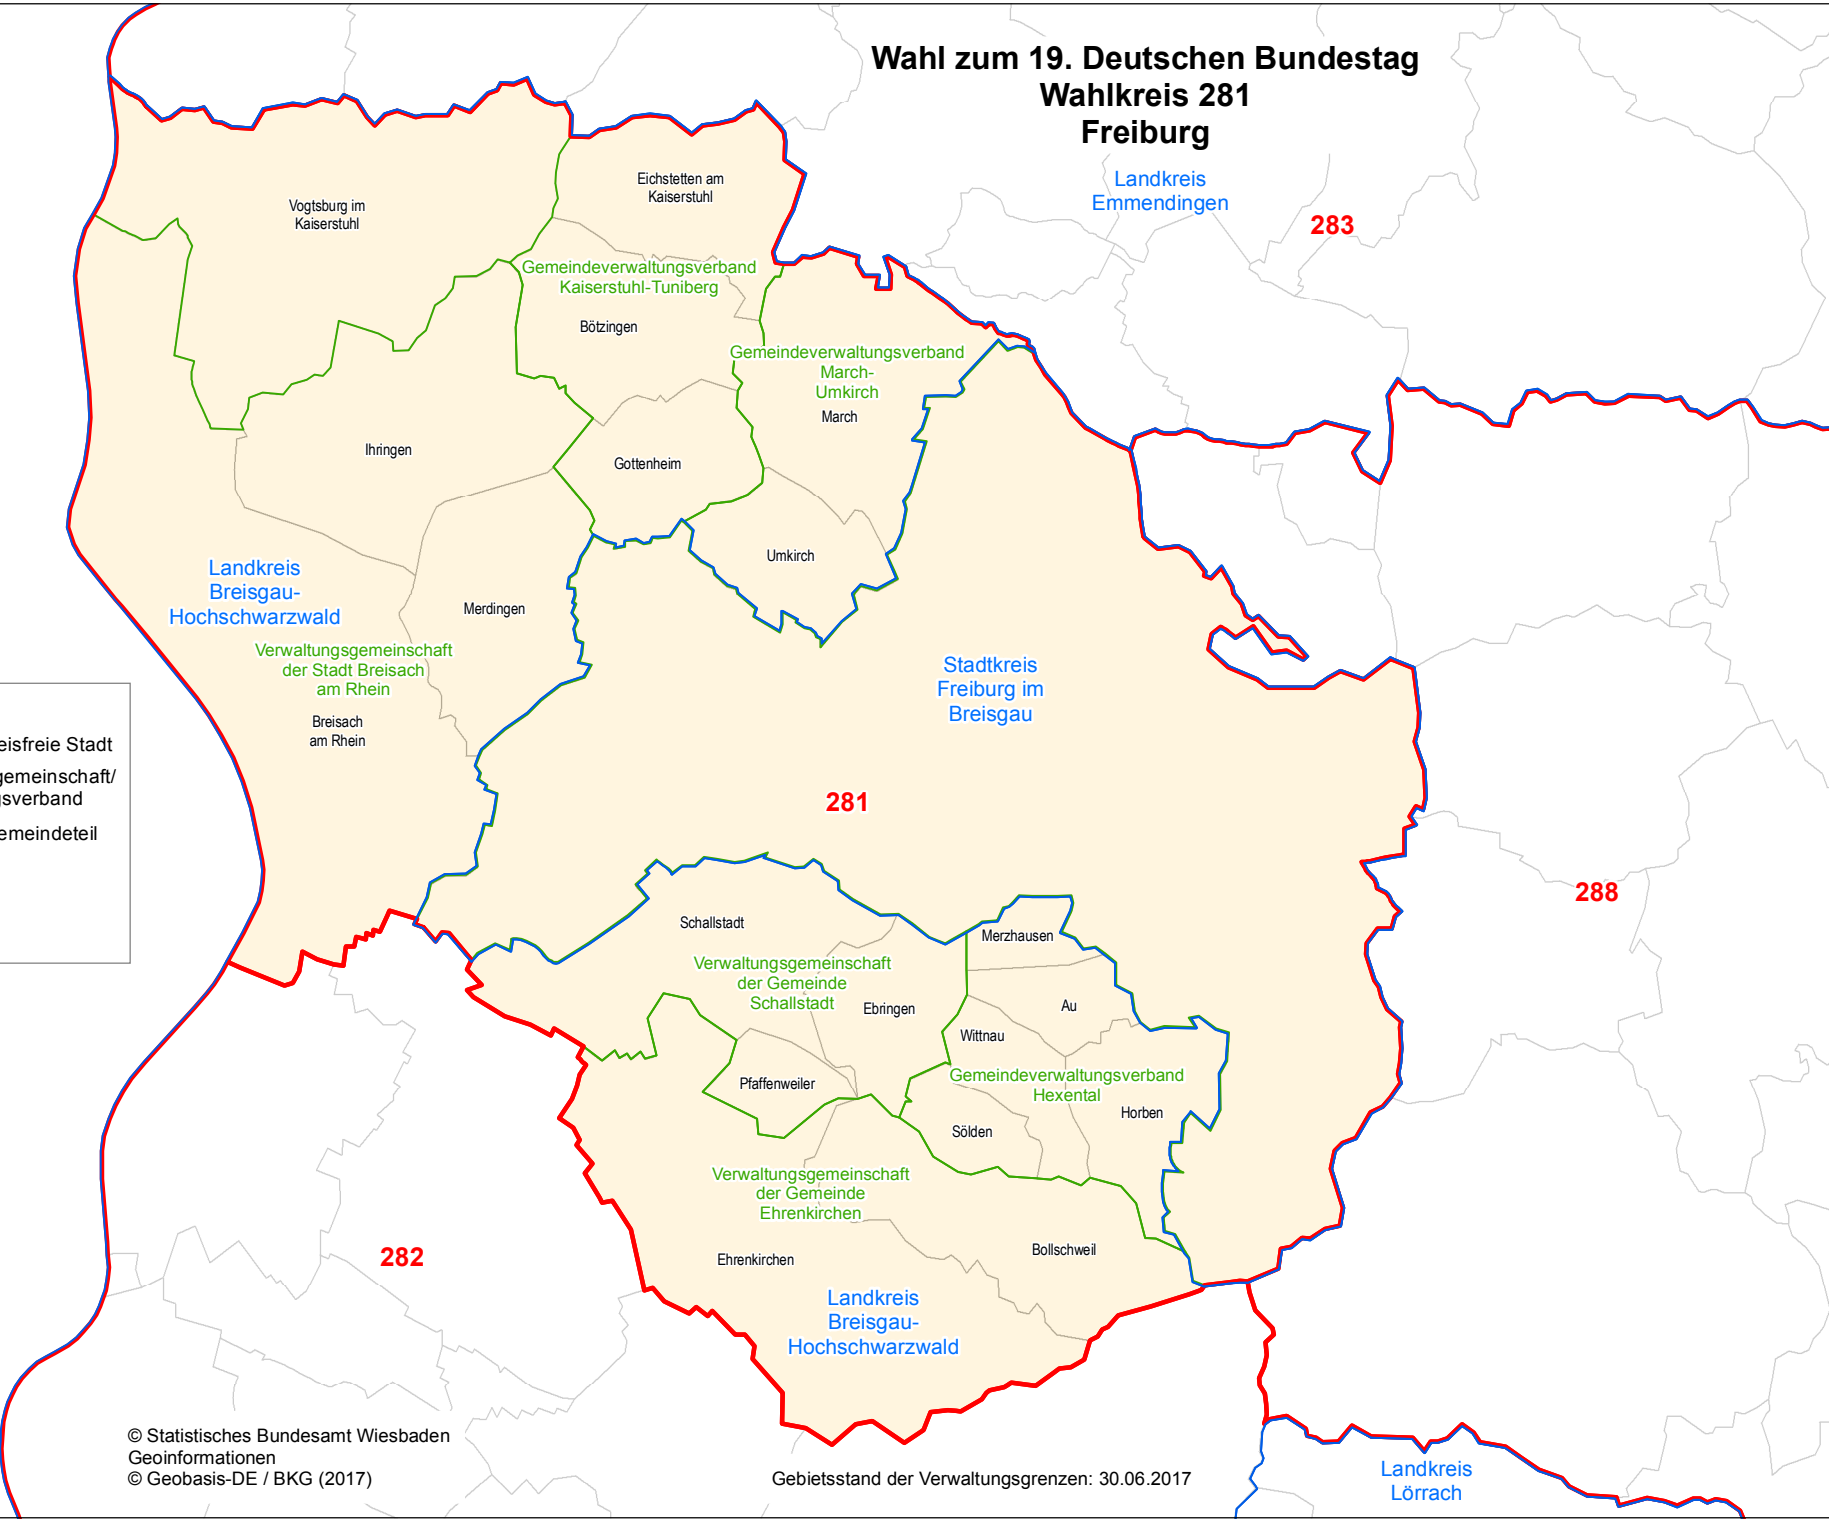 Wahl zum 19. Deutschen Bundestag
Wahlkreis 281
Freiburg
Landkreis
Emmendingen
283
Eichstetten am
Kaiserstuhl
Vogtsburg im
Kaiserstuhl
Gemeindeverwaltungsverband
Kaiserstuhl-Tuniberg
Bötzingen
Gemeindeverwaltungsverband
March-
Umkirch
March
Ihringen
Gottenheim
Umkirch
Landkreis
Breisgau-
Hochschwarzwald
Merdingen
Verwaltungsgemeinschaft
der Stadt Breisach
am Rhein
Breisach
am Rhein
Stadtkreis
Freiburg im
Breisgau
281
eisfreie Stadt
gemeinschaft/
gsverband
emeindeteil
288
Schallstadt
Merzhausen
Verwaltungsgemeinschaft
der Gemeinde
Schallstadt
Ebringen
Au
Wittnau
Pfaffenweiler
Gemeindeverwaltungsverband
Hexental
Horben
Sölden
Verwaltungsgemeinschaft
der Gemeinde
Ehrenkirchen
282
Ehrenkirchen
Bollschweil
Landkreis
Breisgau-
Hochschwarzwald
© Statistisches Bundesamt Wiesbaden
Geoinformationen
© Geobasis-DE / BKG (2017)
Gebietsstand der Verwaltungsgrenzen: 30.06.2017
Landkreis
Lörrach